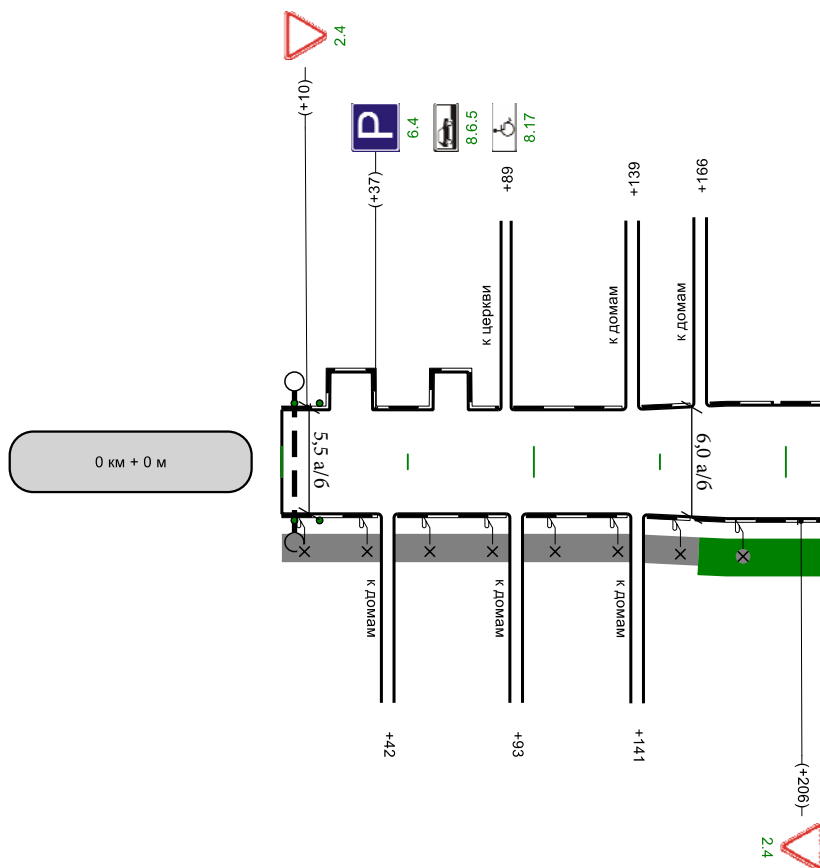 2.4
(+10)
P
6.4
8.6.5
8.17
(+37)
+89
+139
+166
к церкви
к домам
к домам
0 км + 0 м
5,5 а/б
6,0 а/б
к домам
к домам
к домам
+42
+93
+141
(+206)
2.4